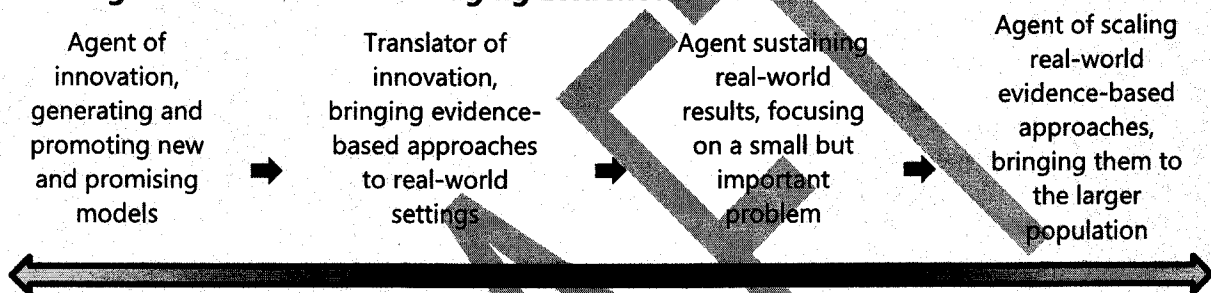 Agent of
innovation,
generating and
promoting new
and promising
models
Translator of
innovation,
bringing evidence-
based approaches
to real-world
settings
Agent sustaining
real-world
results, focusing
on a small but
important
problem
Agent of scaling
real-world
evidence-based
approaches,
bringing them to
the larger
population